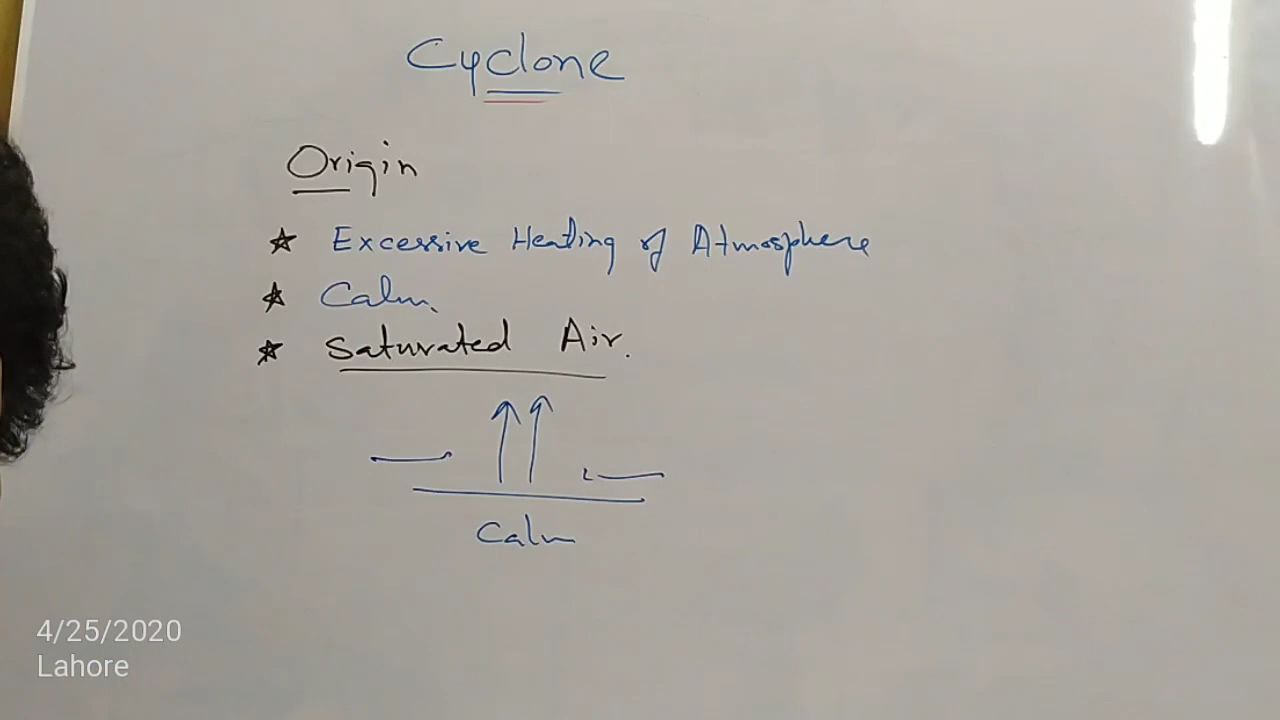 Cyclone
Origin
Excessive Heating of Atmosphere
Calm
Saturated Air.
Calm
4/25/2020
Lahore